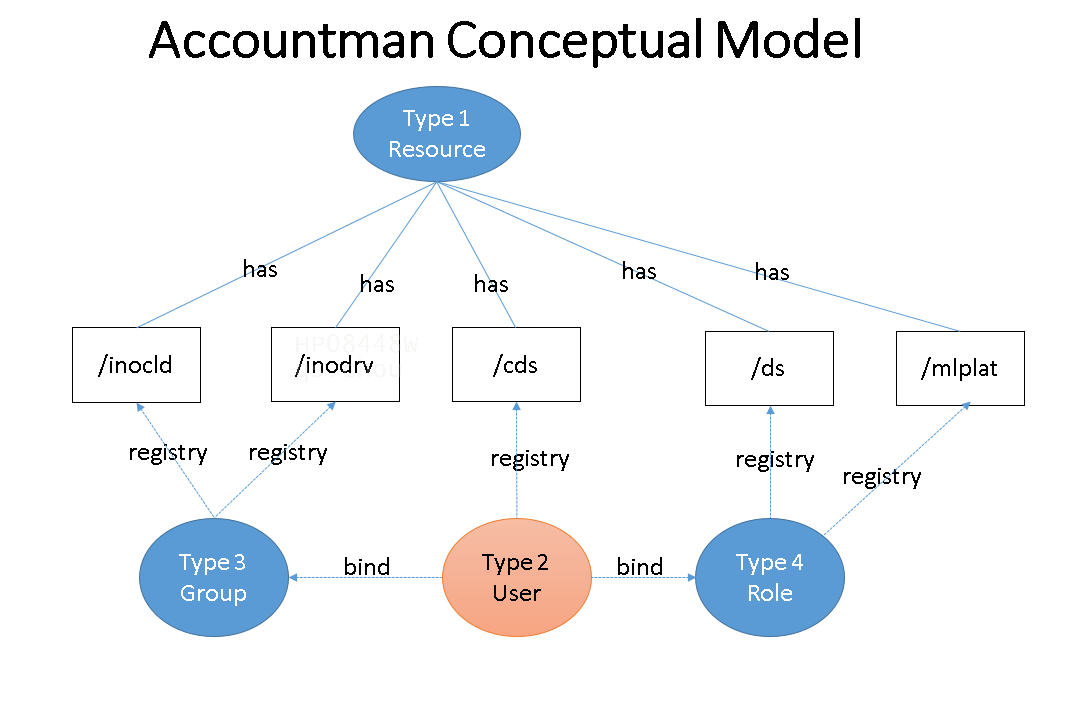 Accountman Conceptual Model
Type 1
Resource
has
has
has
has
has
/inocld
/inodrv
/cds
/ds
/mlplat
registry
registry
registry
registry
registry
Type 3
Group
bind
Type 2
User
bind
Type 4
Role